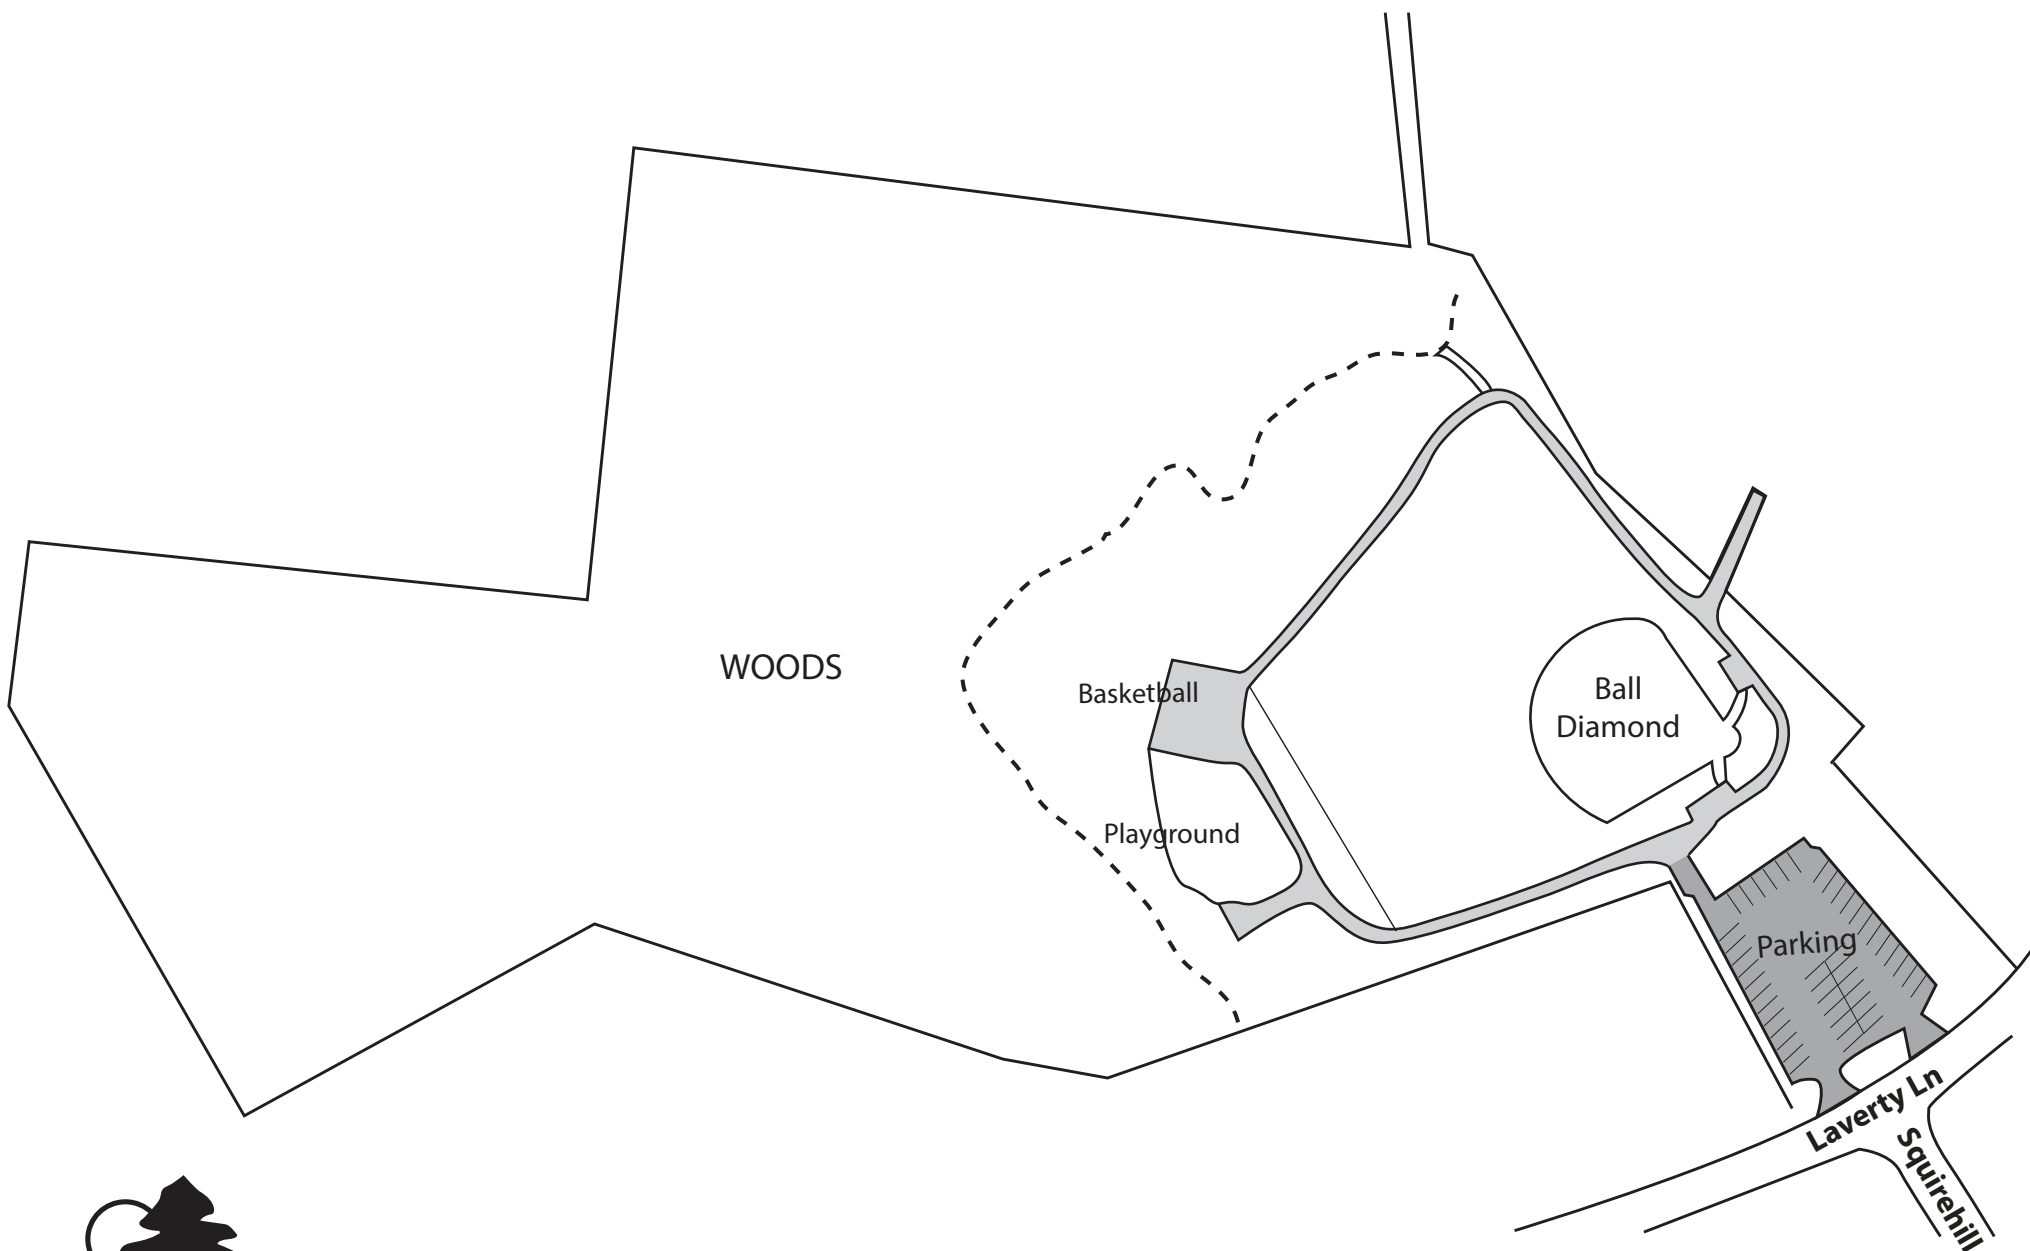 WOODS
Basketball
Ball
Diamond
Playground
Parking
Laverty Ln
Squirehill